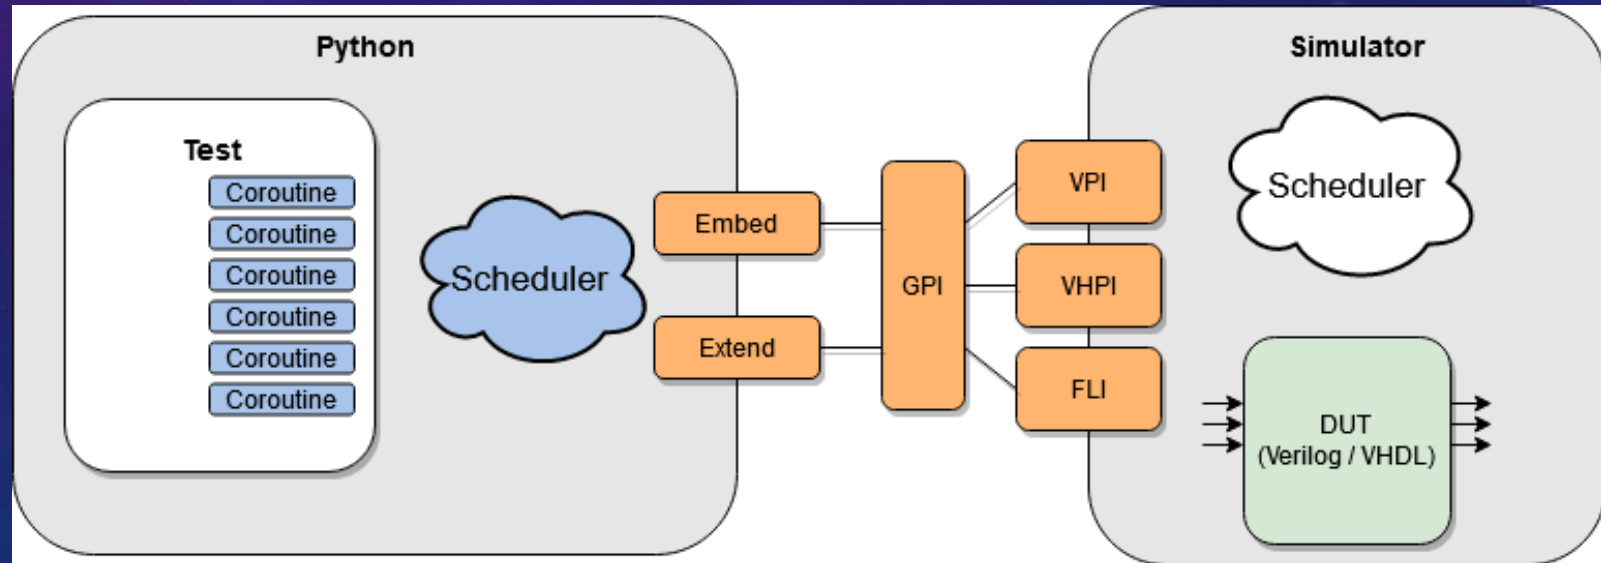 Python
Test
Coroutine
Coroutine
Coroutine
Coroutine
Coroutine
Coroutine
Scheduler
Embed
Extend
GPI
Simulator
VPI
VHPI
FLI
Scheduler
DUT
(Verilog / VHDL)